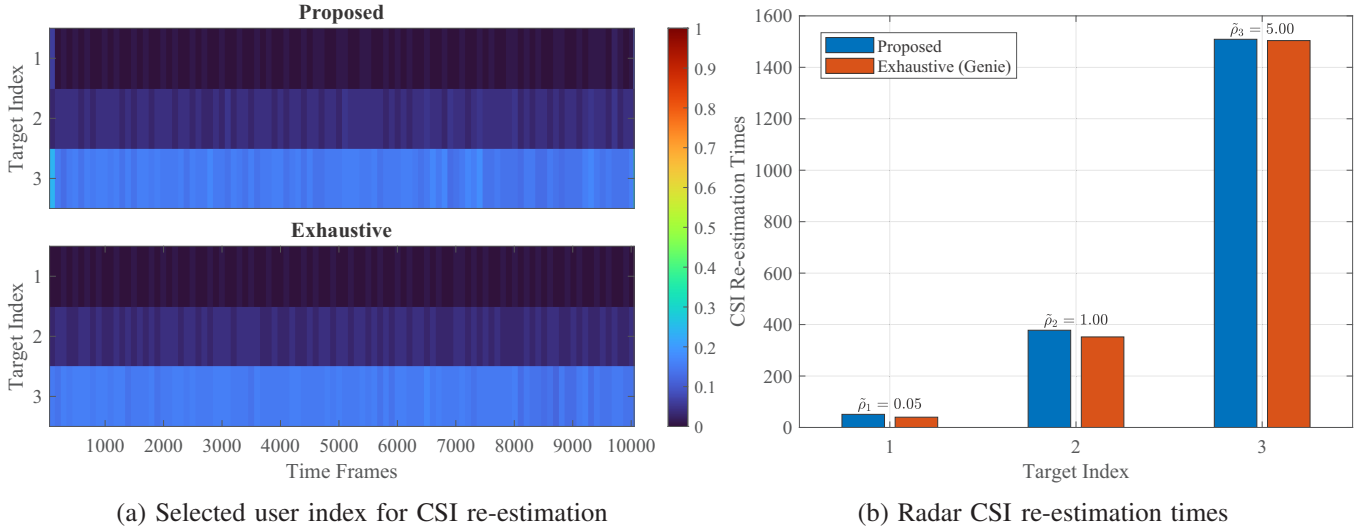 Proposed
Target Index
1
2
3
Exhaustive
Target Index
1
2
3
1000 2000 3000 4000 5000 6000 7000 8000 9000 10000
Time Frames
1
0.9
0.8
0.7
0.6
0.5
0.4
0.3
0.2
0.1
0
(a) Selected user index for CSI re-estimation
CSI Re-estimation Times
1600
1400
1200
1000
800
600
400
200
0
Proposed
Exhaustive (Genie)
ρ̃₁ = 0.05
ρ̃₂ = 1.00
ρ̃₃ = 5.00
1 2 3
Target Index
(b) Radar CSI re-estimation times